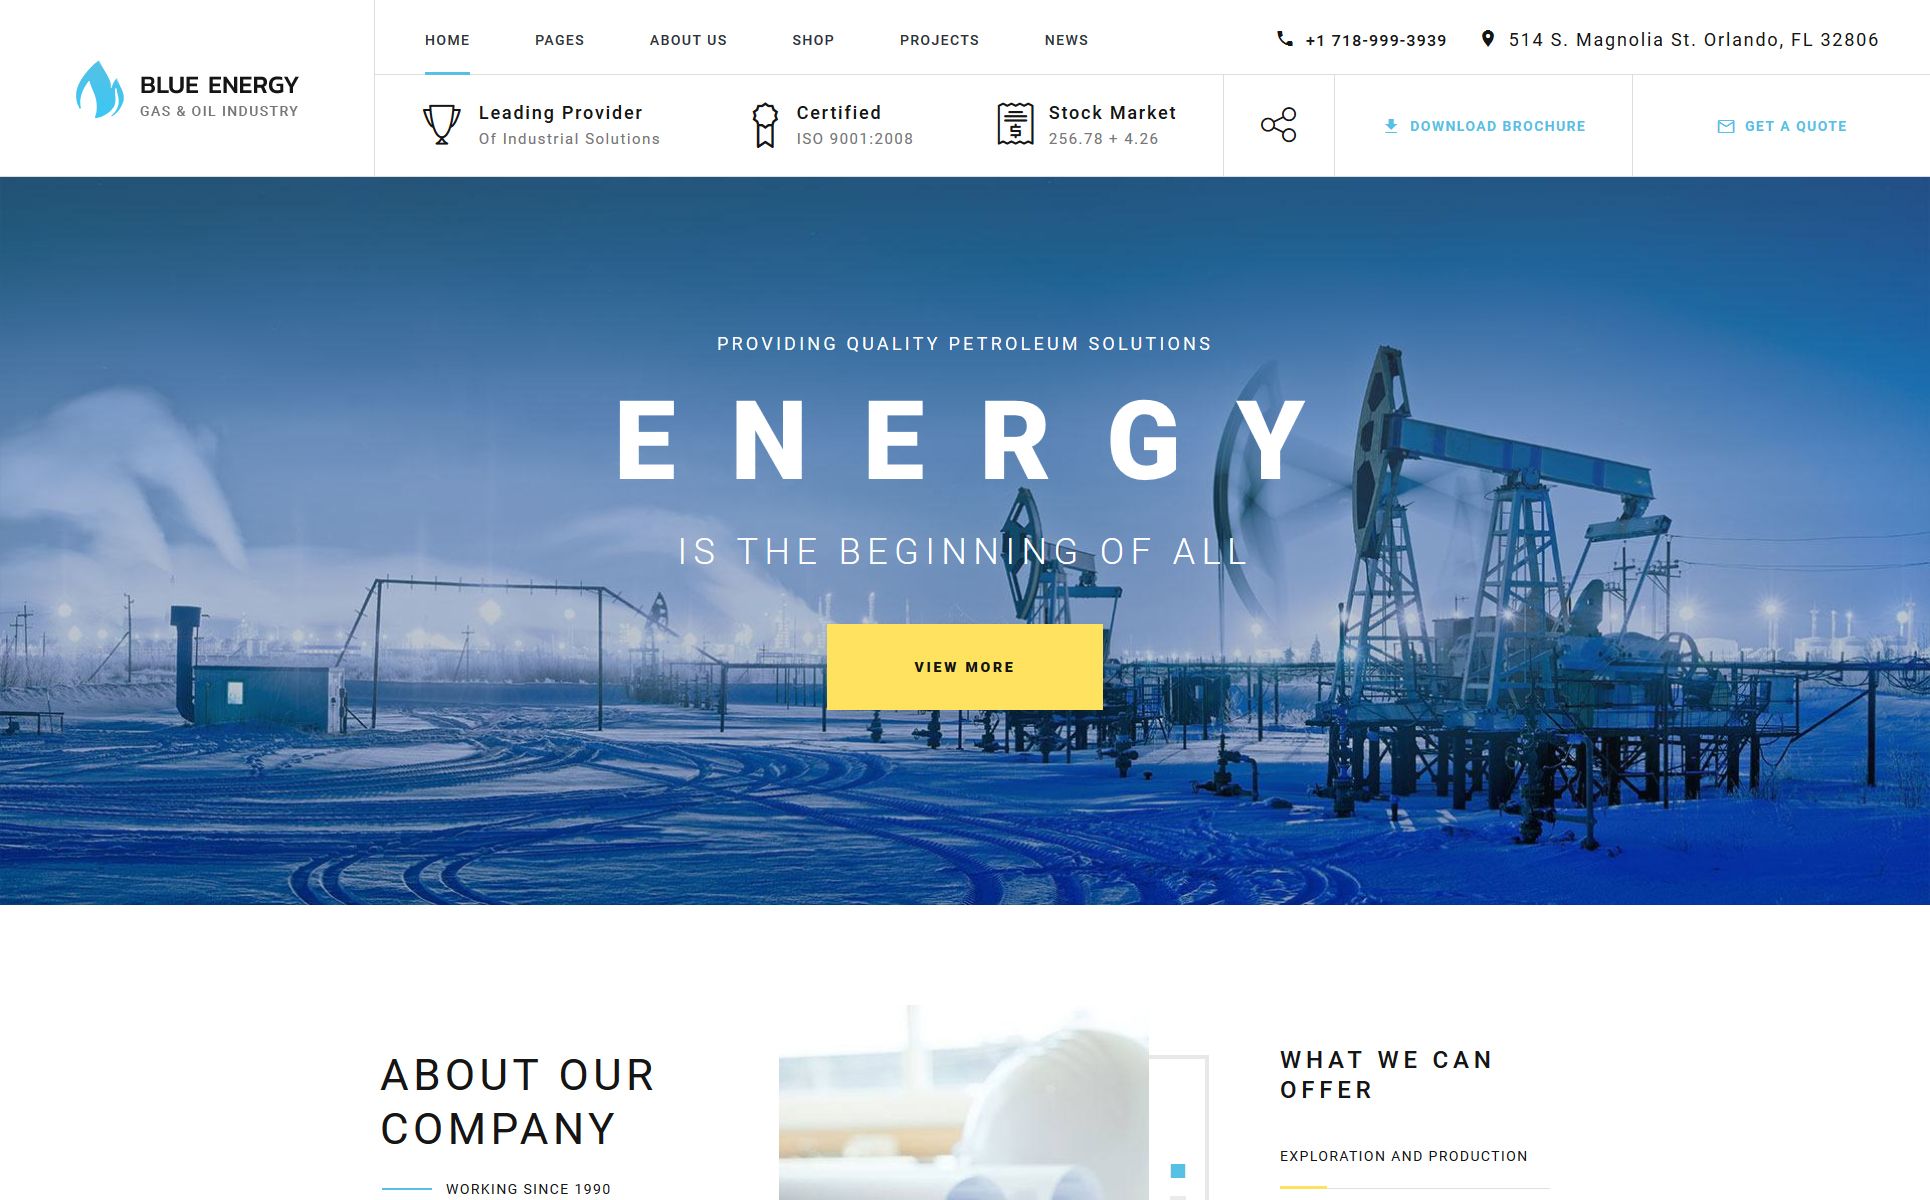 BLUE ENERGY
GAS & OIL INDUSTRY
HOME PAGES ABOUT US SHOP PROJECTS NEWS
+1 718-999-3939 514 S. Magnolia St. Orlando, FL 32806
Leading Provider
Of Industrial Solutions
Certified
ISO 9001:2008
Stock Market
256.78 + 4.26
DOWNLOAD BROCHURE
GET A QUOTE
PROVIDING QUALITY PETROLEUM SOLUTIONS
ENERGY
IS THE BEGINNING OF ALL
VIEW MORE
ABOUT OUR
COMPANY
WORKING SINCE 1990
WHAT WE CAN
OFFER
EXPLORATION AND PRODUCTION